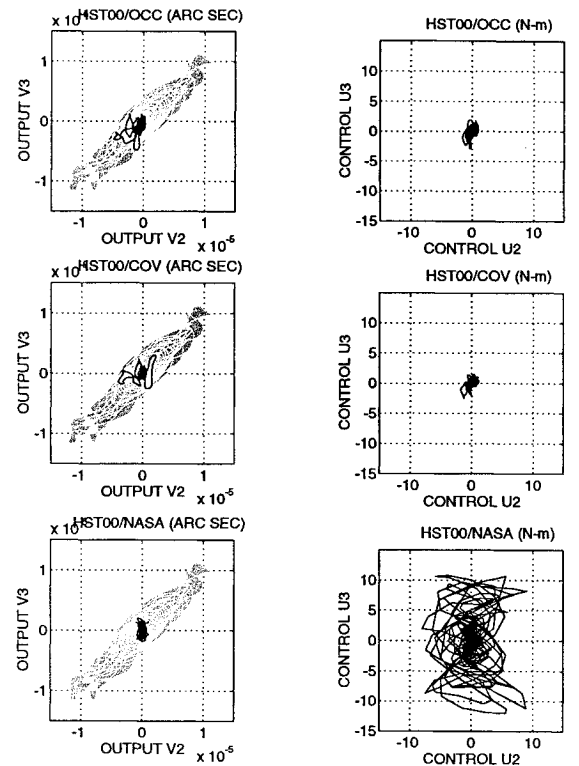 x 10
HST00/OCC (ARC SEC)
1
0
-1
OUTPUT V3
-1 0 1
OUTPUT V2
x 10⁻⁵
HST00/OCC (N-m)
15
10
5
0
-5
-10
-15
CONTROL U3
-10 0 10
CONTROL U2
x 10
HST00/COV (ARC SEC)
1
0
-1
OUTPUT V3
-1 0 1
OUTPUT V2
x 10⁻⁵
HST00/COV (N-m)
15
10
5
0
-5
-10
-15
CONTROL U3
-10 0 10
CONTROL U2
x 10
HST00/NASA (ARC SEC)
1
0
-1
OUTPUT V3
-1 0 1
OUTPUT V2
x 10⁻⁵
HST00/NASA (N-m)
15
10
5
0
-5
-10
-15
CONTROL U3
-10 0 10
CONTROL U2